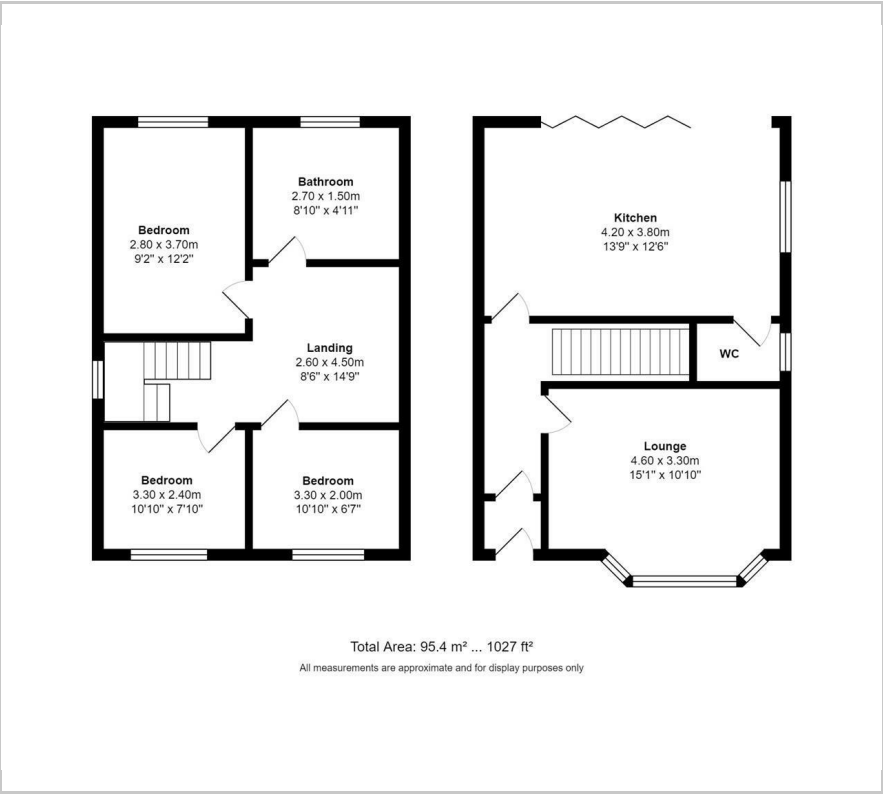 Bathroom
2.70 x 1.50m
8'10" x 4'11"
Bedroom
2.80 x 3.70m
9'2" x 12'2"
Landing
2.60 x 4.50m
8'6" x 14'9"
Bedroom
3.30 x 2.40m
10'10" x 7'10"
Bedroom
3.30 x 2.00m
10'10" x 6'7"
Kitchen
4.20 x 3.80m
13'9" x 12'6"
WC
Lounge
4.60 x 3.30m
15'1" x 10'10"
Total Area: 95.4 m² ... 1027 ft²
All measurements are approximate and for display purposes only